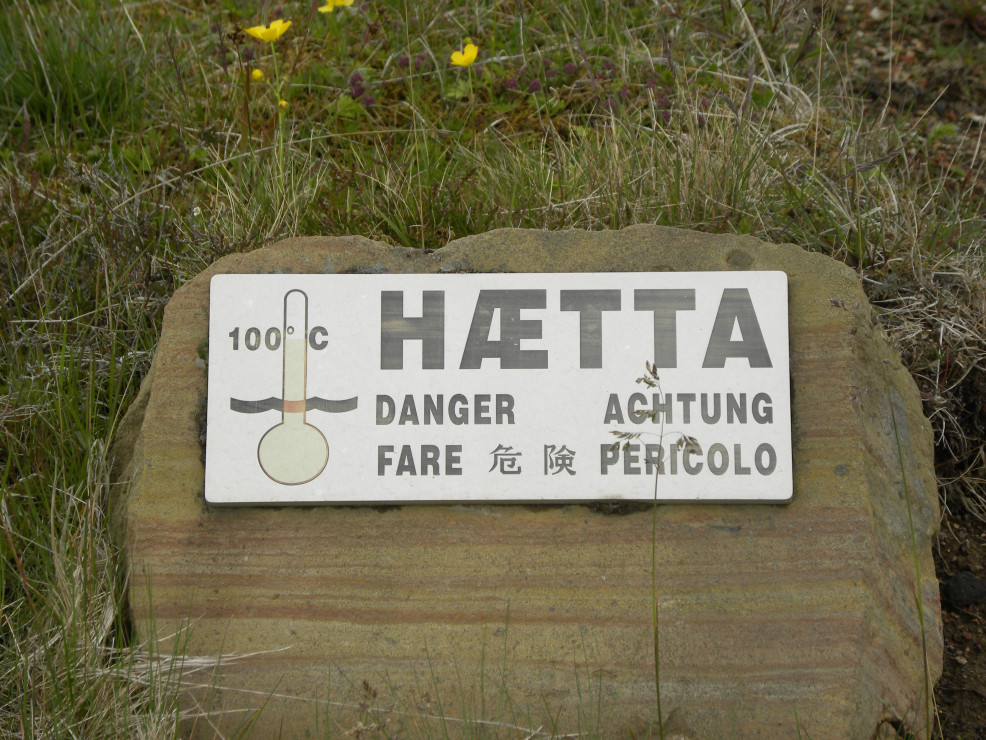 100°C
HÆTTA
DANGER ACHTUNG
FARE 危険 PERICOLO